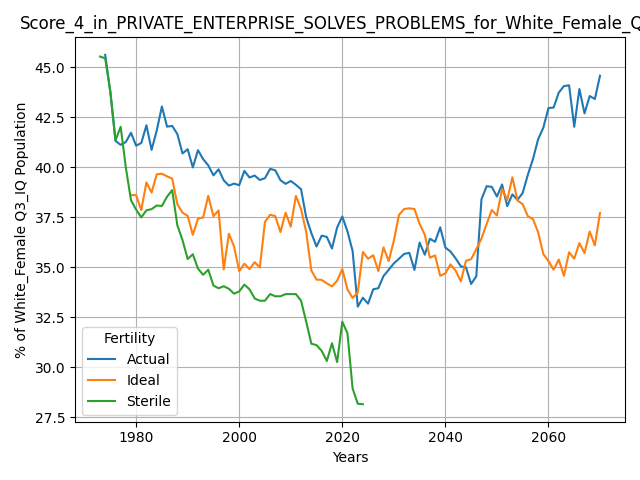 Score_4_in_PRIVATE_ENTERPRISE_SOLVES_PROBLEMS_for_White_Female_Q
45.0
42.5
40.0
37.5
35.0
32.5
30.0
27.5
% of White_Female Q3_IQ Population
Fertility
Actual
Ideal
Sterile
1980
2000
2020
2040
2060
Years